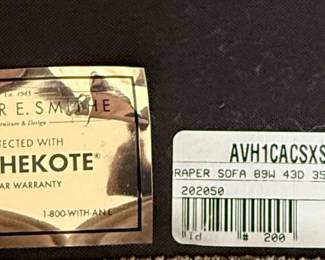 Est. 1945
R E. SMITHE
Furniture & Design
TECTED WITH
HEKOTE®
AR WARRANTY
1-800-WITH-AN E
AVH1CACSXS
RAPER SOFA 89W 43D 35
202050
# 200